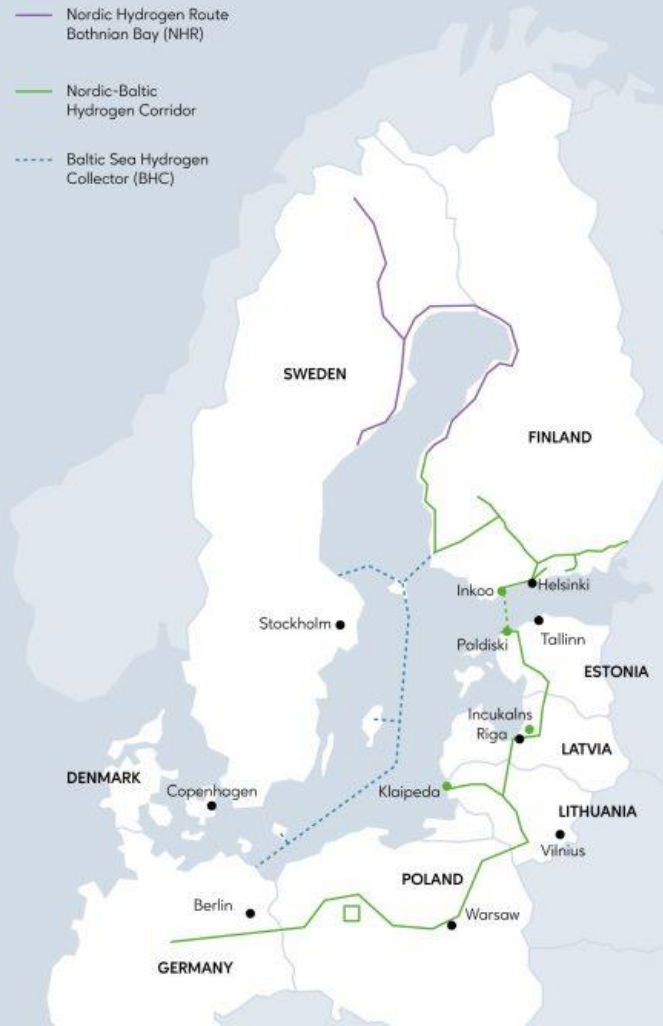 Nordic Hydrogen Route
Bothnian Bay (NHR)
Nordic-Baltic
Hydrogen Corridor
Baltic Sea Hydrogen
Collector (BHC)
SWEDEN
FINLAND
Inkoo
Helsinki
Stockholm
Paldiski
Tallinn
ESTONIA
Incukalns
Riga
LATVIA
DENMARK
Copenhagen
Klaipeda
LITHUANIA
Vilnius
POLAND
Berlin
Warsaw
GERMANY